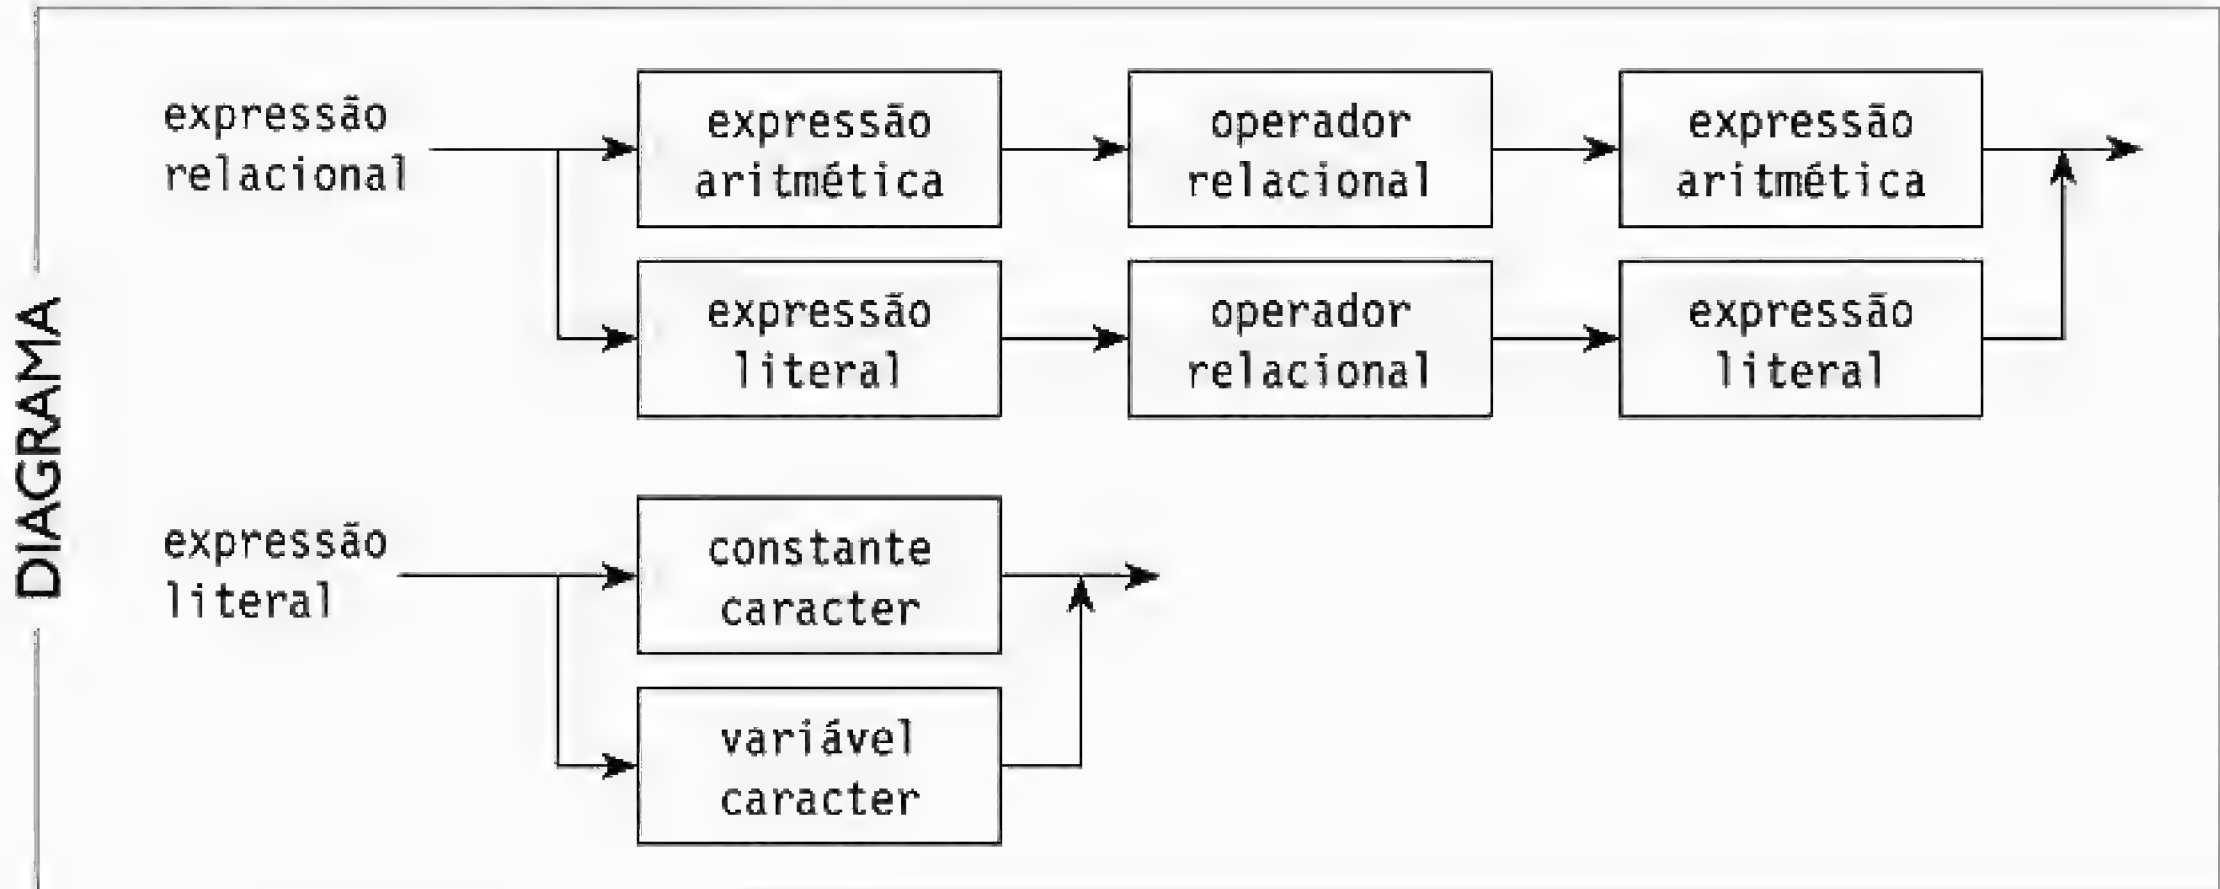 DIAGRAMA
expressão
relacional
expressão
aritmética
operador
relacional
expressão
aritmética
expressão
literal
operador
relacional
expressão
literal
expressão
literal
constante
caracter
variável
caracter